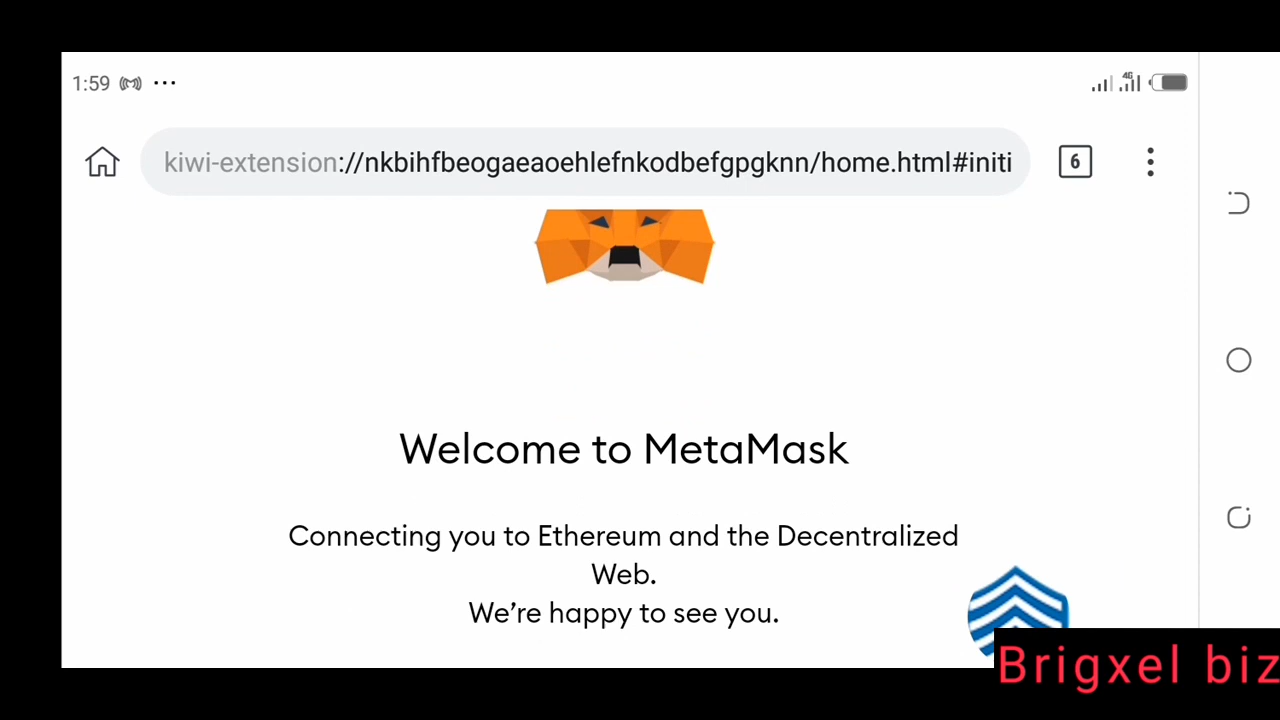 1:59
4G
kiwi-extension://nkbihfbeogaeaoehlefnkodbefgpgknn/home.html#initi
6
Welcome to MetaMask
Connecting you to Ethereum and the Decentralized
Web.
We’re happy to see you.
Brigxel biz